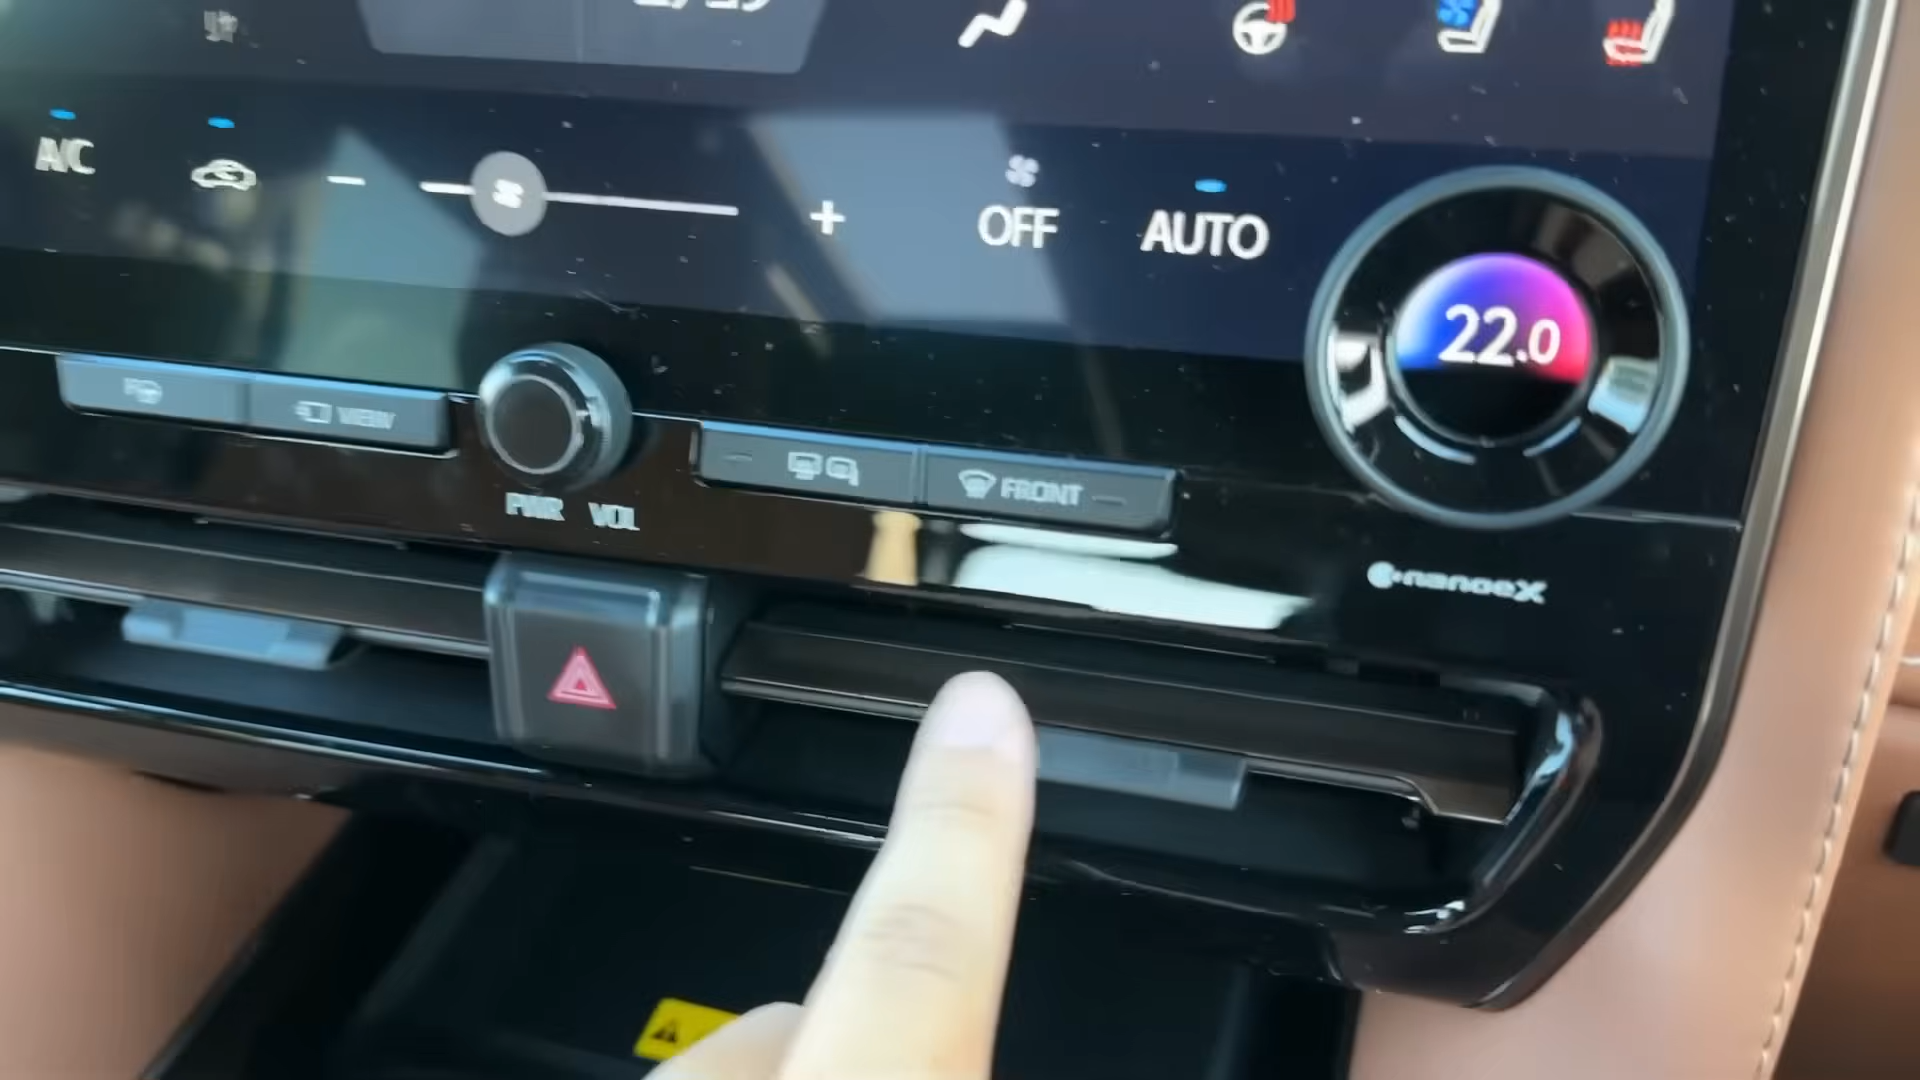 A/C
− +
OFF
AUTO
22.0
VIEW
FRONT
PWR VOL
nanoeX